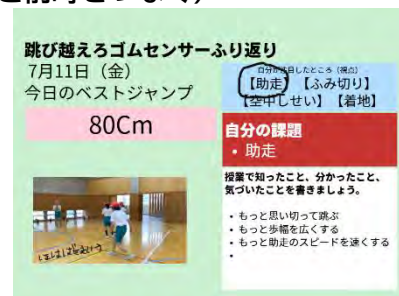 跳び越えろゴムセンサーふり返り
7月11日（金）
今日のベストジャンプ
80Cm
自分が注目したところ（視点）
【助走】【ふみ切り】
【空中しせい】【着地】
自分の課題
・助走
授業で知ったこと、分かったこと、
気づいたことを書きましょう。
・もっと思い切って跳ぶ
・もっと歩幅を広くする
・もっと助走のスピードを速くする
・